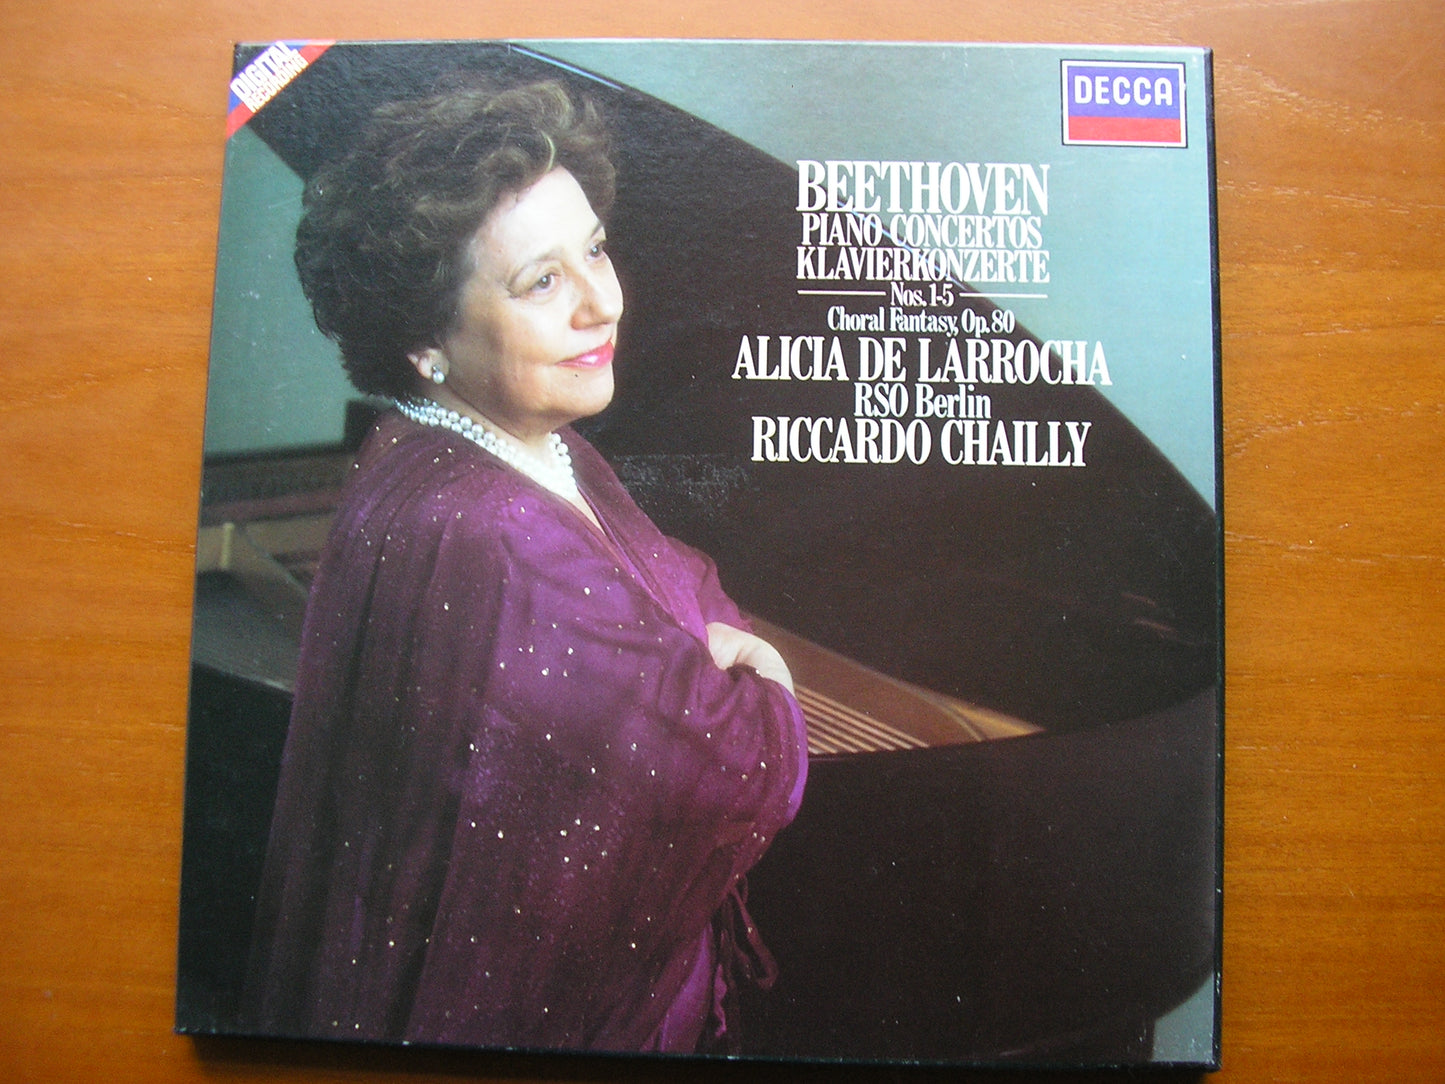 DIGITAL
RECORDING
DECCA
BEETHOVEN
PIANO CONCERTOS
KLAVIERKONZERTE
Nos. 1-5
Choral Fantasy, Op. 80
ALICIA DE LARROCHA
RSO Berlin
RICCARDO CHAILLY